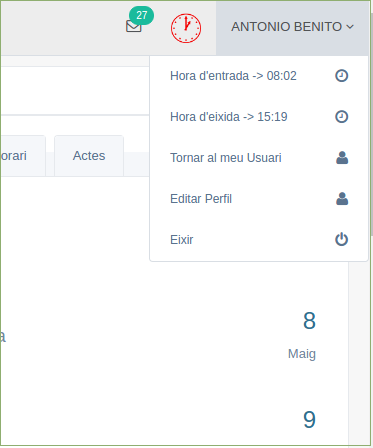 27
ANTONIO BENITO
Hora d'entrada -> 08:02
Hora d'eixida -> 15:19
orari
Actes
Tornar al meu Usuari
Editar Perfil
Eixir
a
8
Maig
9